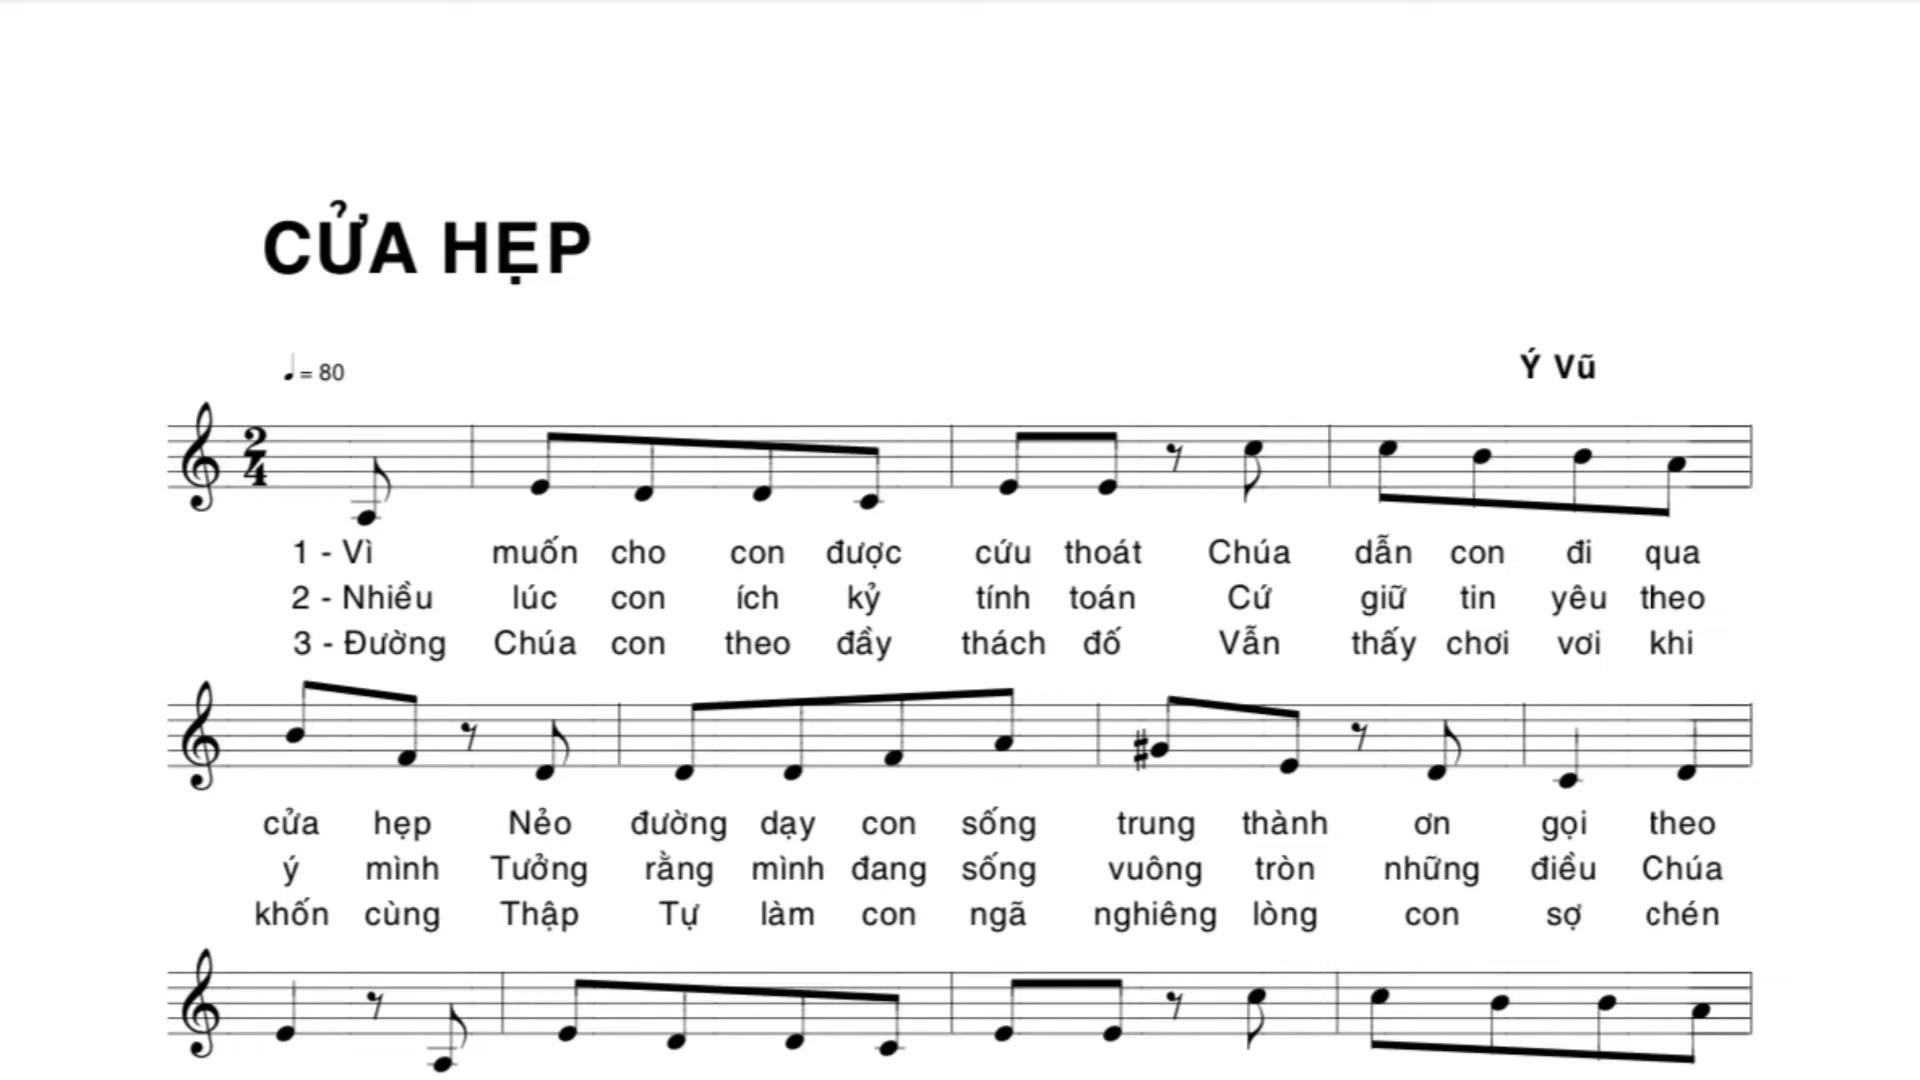 CỬA HẸP
= 80
Ý Vũ
2
4
1 - Vì muốn cho con được cứu thoát Chúa dẫn con đi qua
2 - Nhiều lúc con ích kỷ tính toán Cứ giữ tin yêu theo
3 - Đường Chúa con theo đầy thách đố Vẫn thấy chơi vơi khi
cửa hẹp Nẻo đường dạy con sống trung thành ơn gọi theo
ý mình Tưởng rằng mình đang sống vuông tròn những điều Chúa
khốn cùng Thập Tự làm con ngã nghiêng lòng con sợ chén